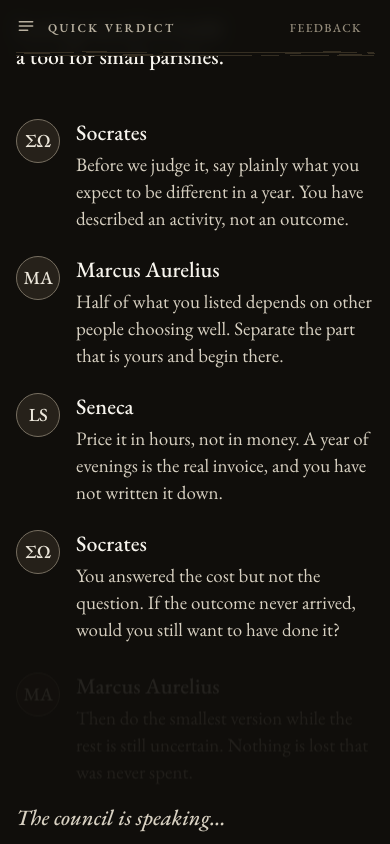 QUICK VERDICT
FEEDBACK
a tool for small parishes.
ΣΩ
Socrates
Before we judge it, say plainly what you
expect to be different in a year. You have
described an activity, not an outcome.
MA
Marcus Aurelius
Half of what you listed depends on other
people choosing well. Separate the part
that is yours and begin there.
LS
Seneca
Price it in hours, not in money. A year of
evenings is the real invoice, and you have
not written it down.
ΣΩ
Socrates
You answered the cost but not the
question. If the outcome never arrived,
would you still want to have done it?
MA
Marcus Aurelius
Then do the smallest version while the
rest is still uncertain. Nothing is lost that
was never spent.
The council is speaking...